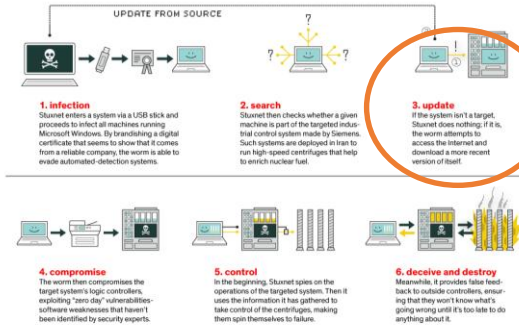 UPDATE FROM SOURCE
? ? ?
!
1. infection
Stuxnet enters a system via a USB stick and
proceeds to infect all machines running
Microsoft Windows. By brandishing a digital
certificate that seems to show that it comes
from a reliable company, the worm is able to
evade automated-detection systems.
2. search
Stuxnet then checks whether a given
machine is part of the targeted indus-
trial control system made by Siemens.
Such systems are deployed in Iran to
run high-speed centrifuges that help
to enrich nuclear fuel.
3. update
If the system isn't a target,
Stuxnet does nothing; if it is,
the worm attempts to
access the Internet and
download a more recent
version of itself.
4. compromise
The worm then compromises the
target system's logic controllers,
exploiting "zero day" vulnerabilities-
software weaknesses that haven't
been identified by security experts.
5. control
In the beginning, Stuxnet spies on the
operations of the targeted system. Then it
uses the information it has gathered to
take control of the centrifuges, making
them spin themselves to failure.
6. deceive and destroy
Meanwhile, it provides false feed-
back to outside controllers, ensur-
ing that they won't know what's
going wrong until it's too late to do
anything about it.